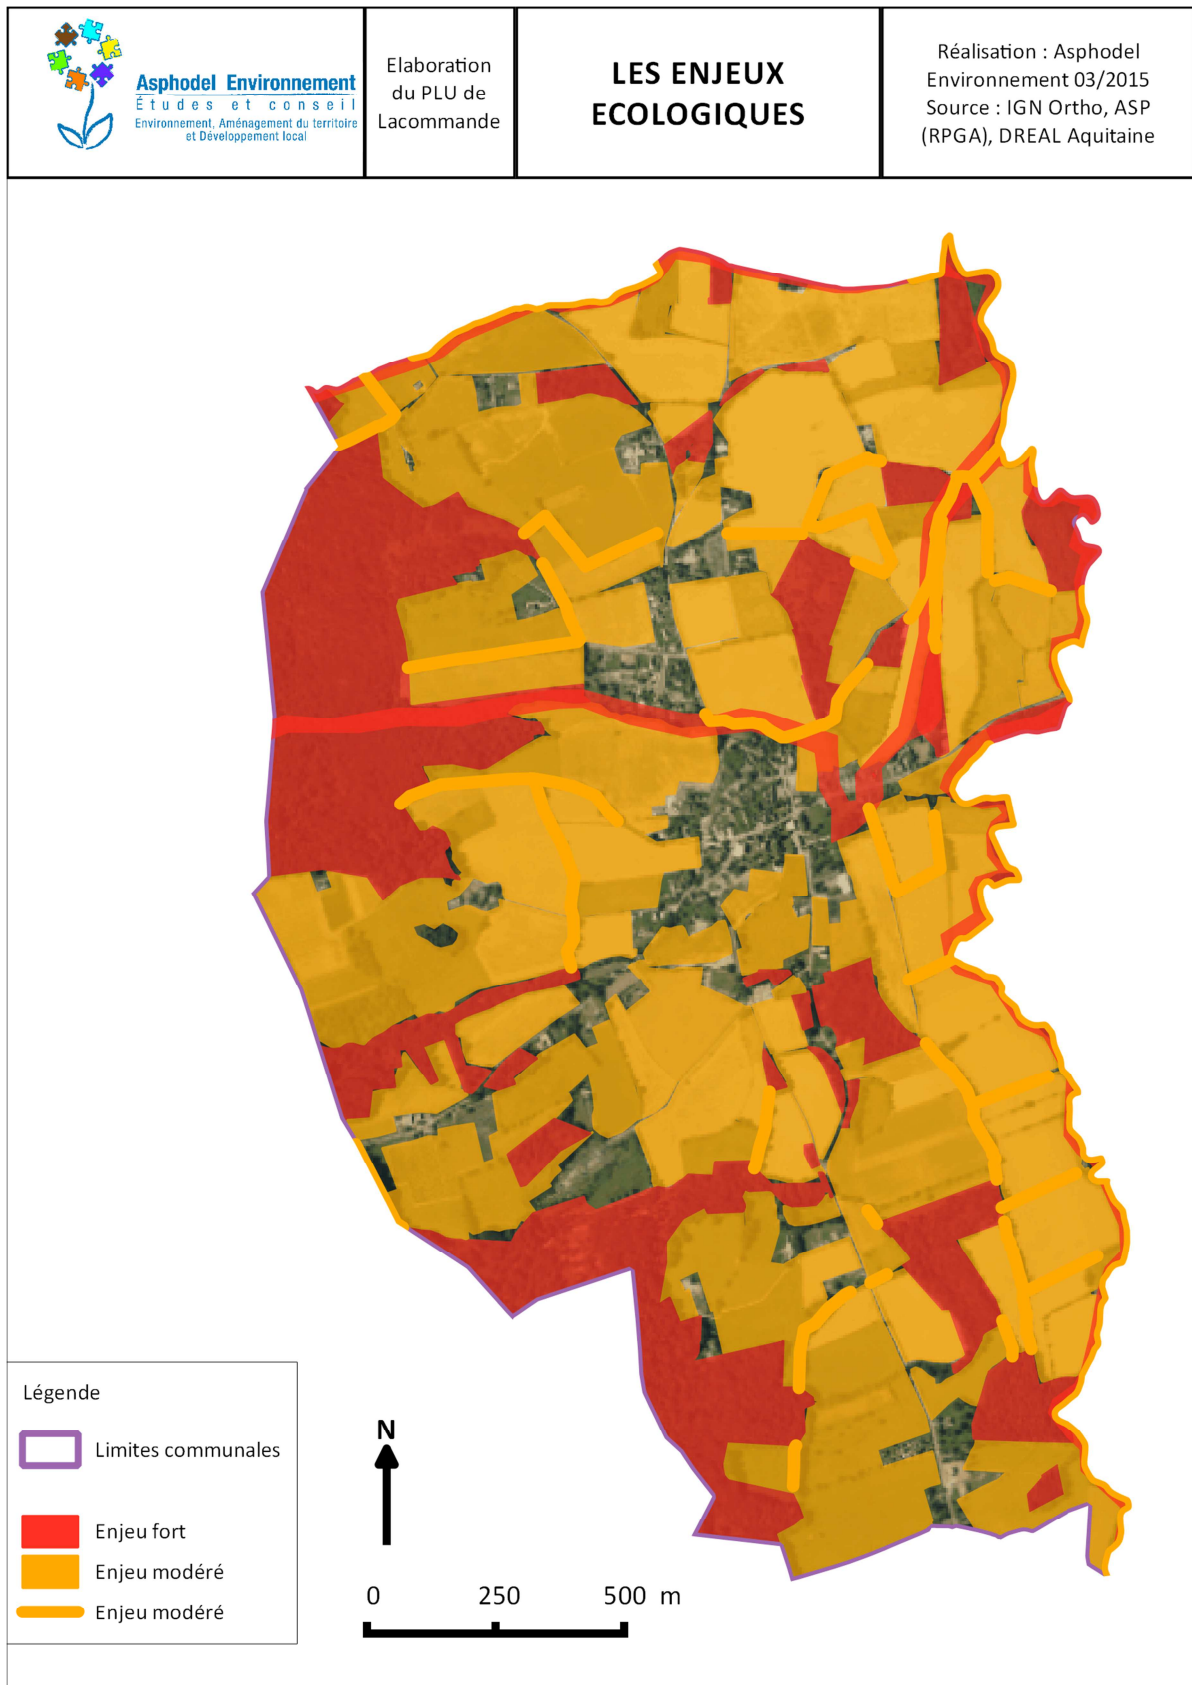 Asphodel Environnement
Études et conseil
Environnement, Aménagement du territoire
et Développement local
Elaboration
du PLU de
Lacommande
LES ENJEUX
ECOLOGIQUES
Réalisation : Asphodel
Environnement 03/2015
Source : IGN Ortho, ASP
(RPGA), DREAL Aquitaine
Légende
Limites communales
Enjeu fort
Enjeu modéré
Enjeu modéré
N
0 250 500 m